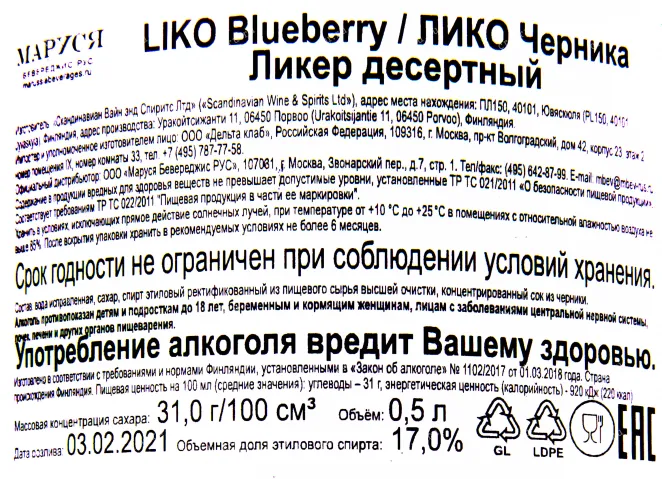 МАРУСЯ
БЕВЕРЕДЖИС РУС
marussiabeverages.ru
LIKO Blueberry / ЛИКО Черника
Ликер десертный
Изготовитель: «Скандинавиан Вайн энд Спиритс Лтд» («Scandinavian Wine & Spirits Ltd»), адрес места нахождения: ПЛ150, 40101, Ювяскюля (PL150, 40101
Jyvaskyla), Финляндия, адрес производства: Уракойтсиянти 11, 06450 Порвоо (Urakoitsijantie 11, 06450 Porvoo), Финляндия.
Импортер и уполномоченное изготовителем лицо: ООО «Дельта клаб», Российская Федерация, 109316, г. Москва, пр-кт Волгоградский, дом 42, корпус 23, этаж 2
номер помещения IX, номер комнаты 33, тел. +7 (495) 787-77-58.
Официальный дистрибьютор: ООО «Маруся Бевереджис РУС», 107081, г. Москва, Звонарский пер., д.7, стр. 1. Тел/факс: (495) 642-87-99. E-mail:
Содержание в продукции вредных для здоровья веществ не превышает допустимые уровни, установленные ТР ТС 021/2011 «О безопасности пищевой продукции».
Соответствует требованиям ТР ТС 022/2011 "Пищевая продукция в части ее маркировки".
Хранить в условиях, исключающих прямое действие солнечных лучей, при температуре от +10 °С до +25°С в помещениях с относительной влажностью воздуха не
выше 85%. После вскрытия упаковки хранить в рекомендуемых условиях не более 6 месяцев.
Срок годности не ограничен при соблюдении условий хранения.
Состав: вода исправленная, сахар, спирт этиловый ректификованный из пищевого сырья высшей очистки, концентрированный сок из черники.
Алкоголь противопоказан детям и подросткам до 18 лет, беременным и кормящим женщинам, лицам с заболеваниями центральной нервной системы,
почек, печени и других органов пищеварения.
Употребление алкоголя вредит Вашему здоровью.
Изготовлено в соответствии с требованиями и нормами Финляндии, установленными в «Закон об алкоголе» № 1102/2017 от 01.03.2018 года. Страна
происхождения Финляндия. Пищевая ценность на 100 мл (средние значения): углеводы – 31 г, энергетическая ценность (калорийность) - 920 кДж (220 ккал)
Массовая концентрация сахара: 31,0 г/100 см³ Объём: 0,5 л
Дата розлива: 03.02.2021 Объемная доля этилового спирта: 17,0%
GL LDPE EAC